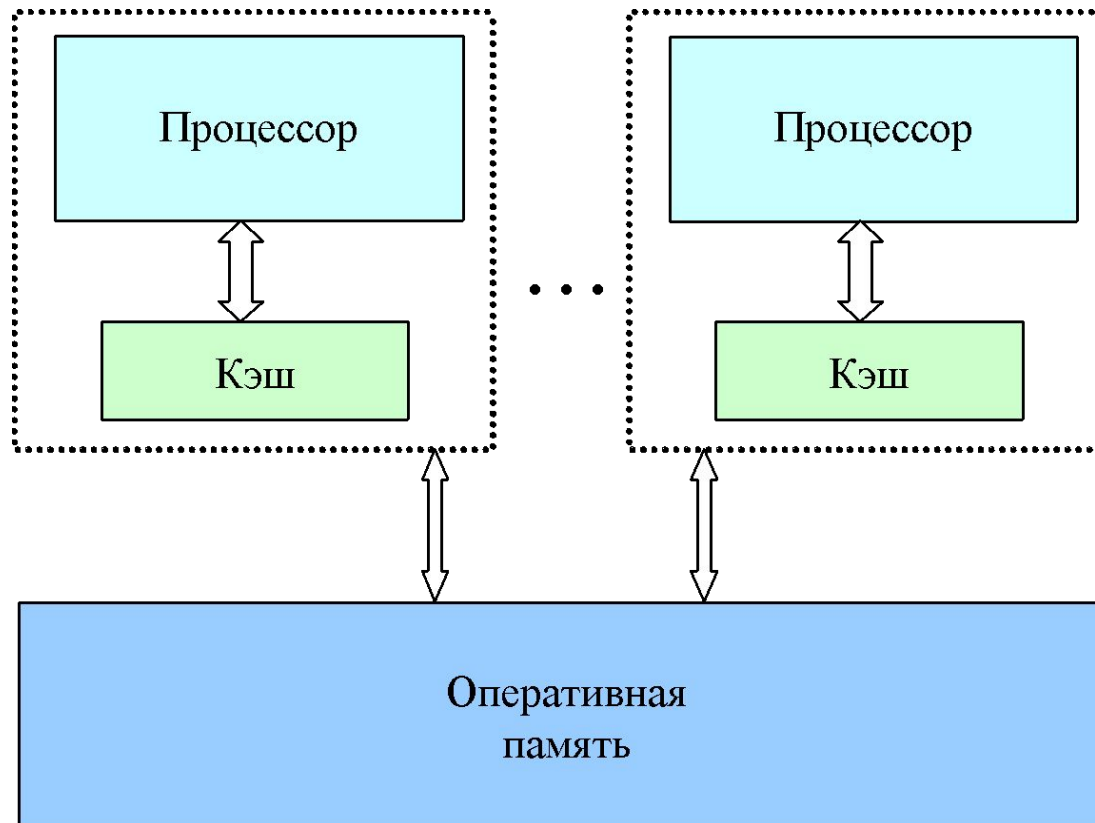 Процессор
Процессор
Кэш
Кэш
Оперативная
память